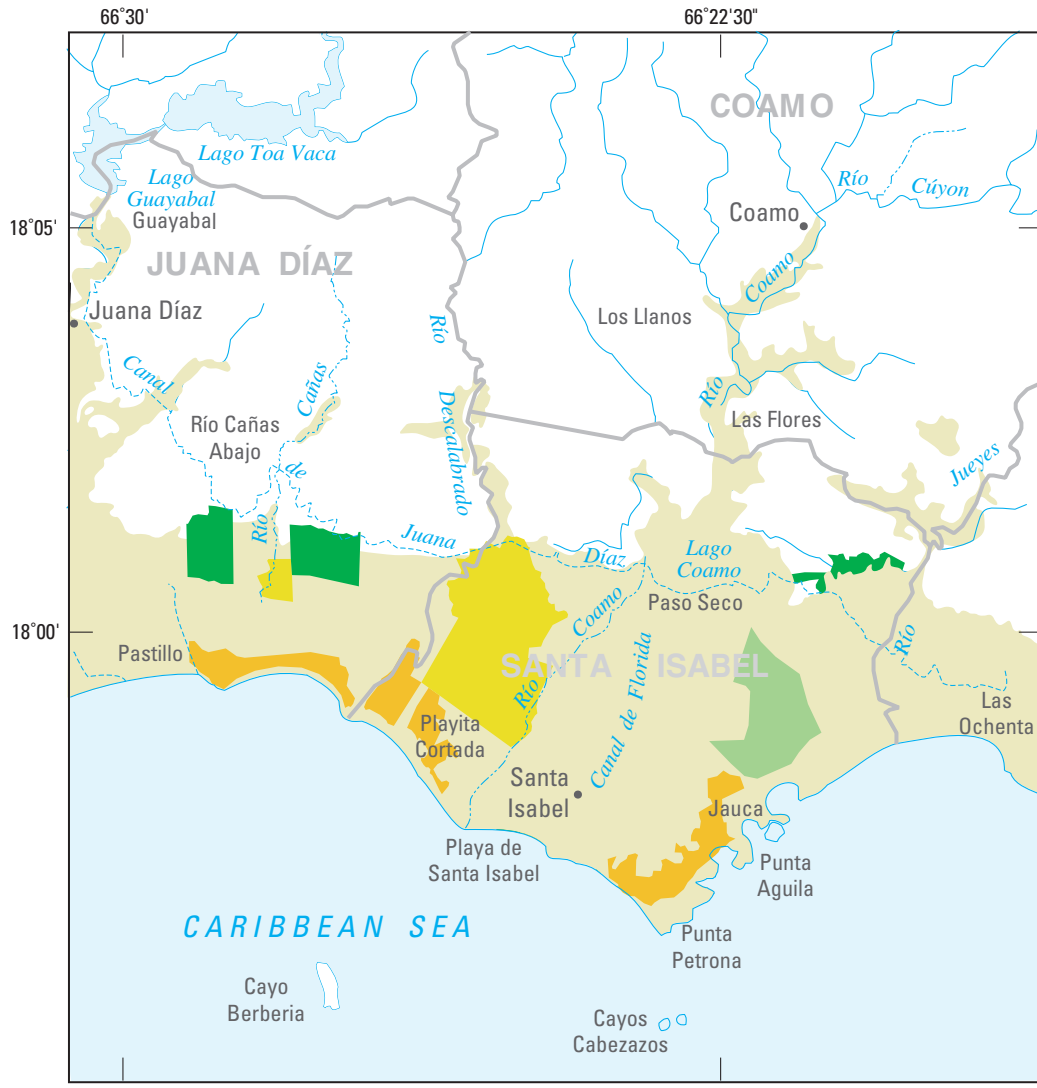 66°30'
66°22'30"
COAMO
Lago Toa Vaca
Lago
Guayabal
Guayabal
Río
Cúyon
18°05'
Coamo
JUANA DÍAZ
Coamo
Juana Díaz
Los Llanos
Río
Canal
Cañas
Río
Descalabrado
Las Flores
Río Cañas
Abajo
de
Jueyes
Río
Juana
Díaz
Lago
Coamo
Paso Seco
Coamo
18°00'
Pastillo
SANTA ISABEL
Río
Río
Canal de Florida
Las
Ochenta
Playita
Cortada
Santa
Isabel
Jauca
Playa de
Santa Isabel
Punta
Aguila
CARIBBEAN SEA
Punta
Petrona
Cayo
Berberia
Cayos
Cabezazos